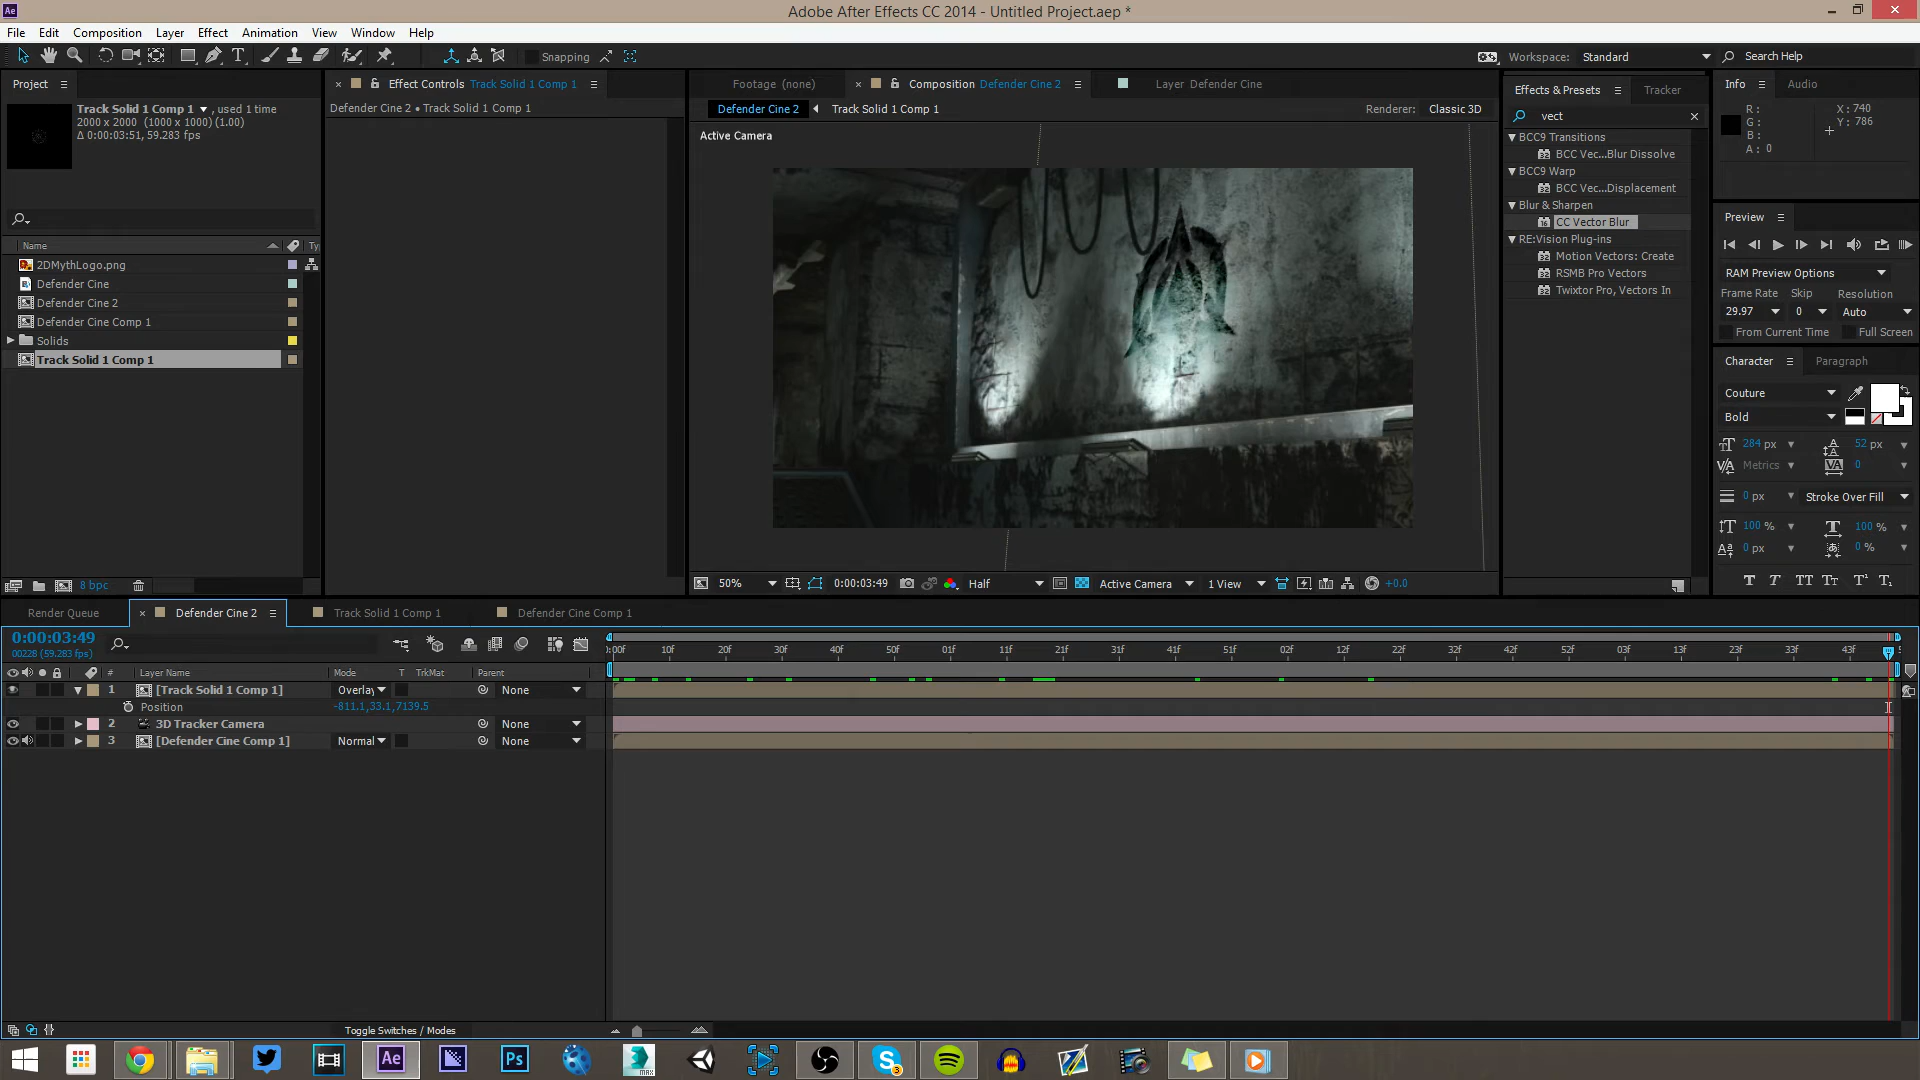 Ae
Adobe After Effects CC 2014 - Untitled Project.aep *
File Edit Composition Layer Effect Animation View Window Help
Snapping
Workspace: Standard
Search Help
Project
Effect Controls Track Solid 1 Comp 1
Footage (none)
Composition Defender Cine 2
Layer Defender Cine
Effects & Presets
Tracker
Info
Audio
Track Solid 1 Comp 1 , used 1 time
2000 x 2000 (1000 x 1000) (1.00)
Δ 0:00:03:51, 59.283 fps
Defender Cine 2 • Track Solid 1 Comp 1
Defender Cine 2
Track Solid 1 Comp 1
Renderer: Classic 3D
Active Camera
vect
BCC9 Transitions
BCC Vec...Blur Dissolve
BCC9 Warp
BCC Vec...Displacement
Blur & Sharpen
CC Vector Blur
RE:Vision Plug-ins
Motion Vectors: Create
RSMB Pro Vectors
Twixtor Pro, Vectors In
R :
G :
B :
A : 0
X : 740
Y : 786
Preview
RAM Preview Options
Frame Rate Skip Resolution
29.97 0 Auto
From Current Time Full Screen
Character
Paragraph
Couture
Bold
284 px
52 px
Metrics
0
0 px
Stroke Over Fill
100 %
100 %
0 px
0 %
Name
Ty
2DMythLogo.png
Defender Cine
Defender Cine 2
Defender Cine Comp 1
Solids
Track Solid 1 Comp 1
8 bpc
50%
0:00:03:49
Half
Active Camera
1 View
+0.0
Render Queue
Defender Cine 2
Track Solid 1 Comp 1
Defender Cine Comp 1
0:00:03:49
00228 (59.283 fps)
:00f 10f 20f 30f 40f 50f 01f 11f 21f 31f 41f 51f 02f 12f 22f 32f 42f 52f 03f 13f 23f 33f 43f
# Layer Name Mode T TrkMat Parent
1 [Track Solid 1 Comp 1] Overlay None
Position -811.1,33.1,7139.5
2 3D Tracker Camera None
3 [Defender Cine Comp 1] Normal None
Toggle Switches / Modes
Ae
Ps
MAX
3